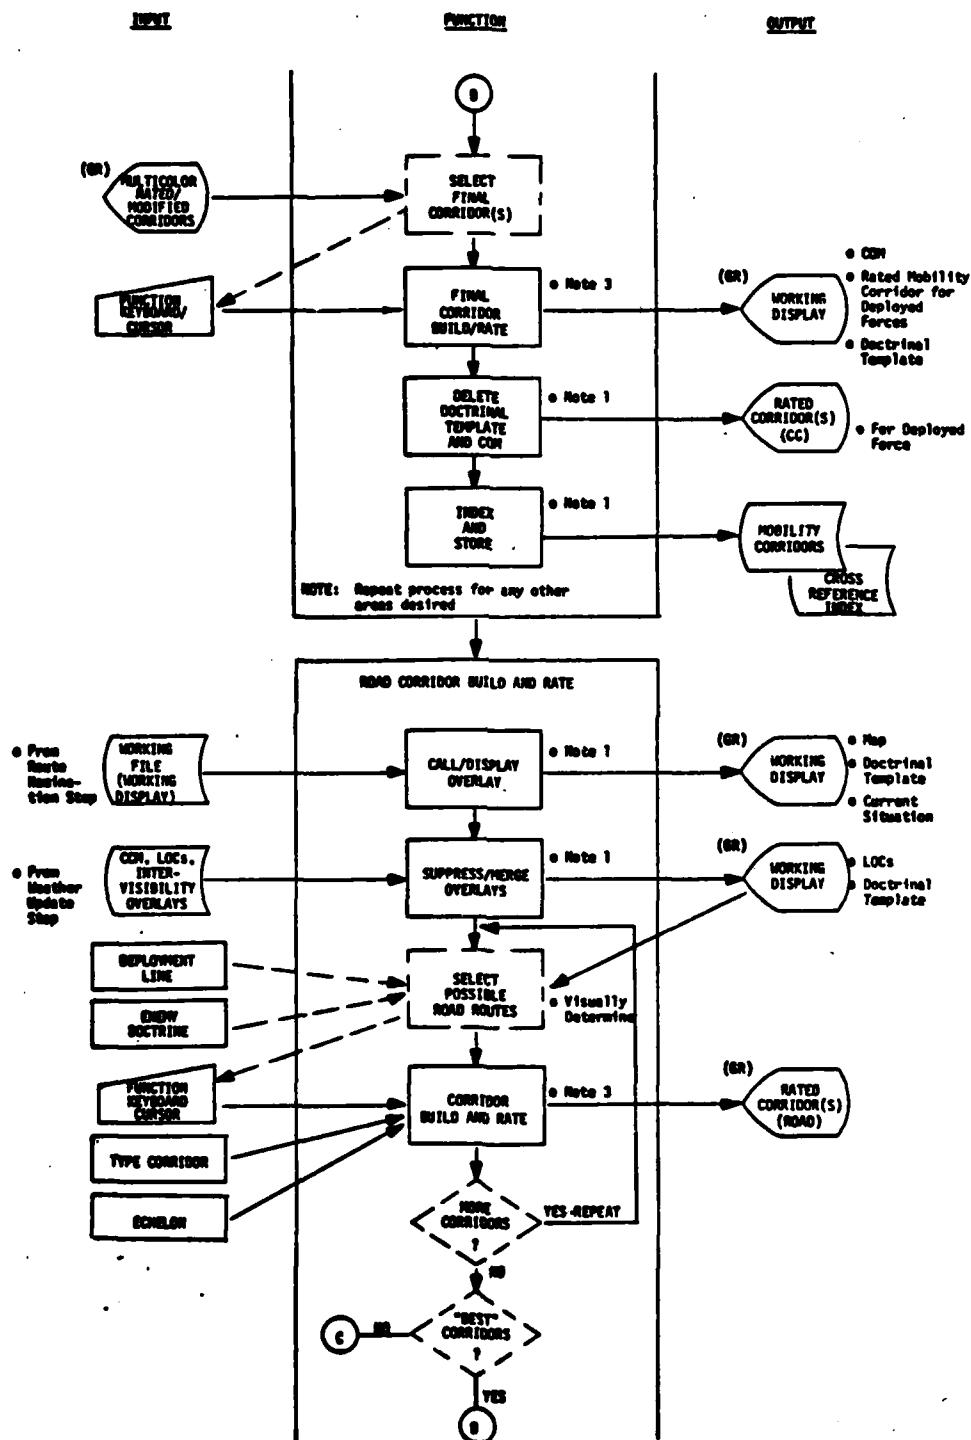 INPUT
FUNCTION
OUTPUT
(GR)
MULTICOLOR
RATED/
MODIFIED
CORRIDORS
SELECT
FINAL
CORRIDOR(S)
FUNCTION
KEYBOARD/
CURSOR
FINAL
CORRIDOR
BUILD/RATE
• Note 3
(GR)
WORKING
DISPLAY
• CCM
• Rated Mobility
Corridor for
Deployed
Forces
• Doctrinal
Template
DELETE
DOCTRINAL
TEMPLATE
AND CCM
• Note 1
RATED
CORRIDOR(S)
(CC)
• For Deployed
Force
INDEX
AND
STORE
• Note 1
MOBILITY
CORRIDORS
CROSS
REFERENCE
INDEX
NOTE: Repeat process for any other
areas desired
ROAD CORRIDOR BUILD AND RATE
• From
Route
tion Step
WORKING
FILE
(WORKING
DISPLAY)
CALL/DISPLAY
OVERLAY
• Note 1
(GR)
WORKING
DISPLAY
• Map
• Doctrinal
Template
• Current
Situation
• From
Weather
Update
Step
CCM, LOCs,
INTER-
VISIBILITY
OVERLAYS
SUPPRESS/MERGE
OVERLAYS
• Note 1
(GR)
WORKING
DISPLAY
• LOCs
• Doctrinal
Template
DEPLOYMENT
LINE
ENEMY
DOCTRINE
SELECT
POSSIBLE
ROAD ROUTES
• Visually
Determine
FUNCTION
KEYBOARD
CURSOR
TYPE CORRIDOR
ECHELON
CORRIDOR
BUILD AND RATE
• Note 3
(GR)
RATED
CORRIDOR(S)
(ROAD)
MORE
CORRIDORS
?
YES-REPEAT
NO
"BEST"
CORRIDORS
?
NO
C
YES